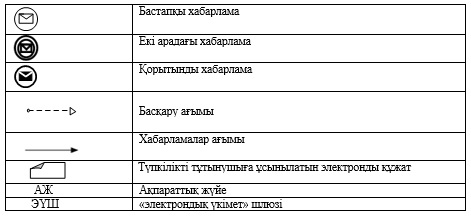 Бастапқы хабарлама
Екі арадағы хабарлама
Қорытынды хабарлама
Басқару ағымы
Хабарламалар ағымы
Түпкілікті тұтынушыға ұсынылатын электронды құжат
АЖ Ақпараттық жүйе
ЭҮШ «электрондық үкімет» шлюзі